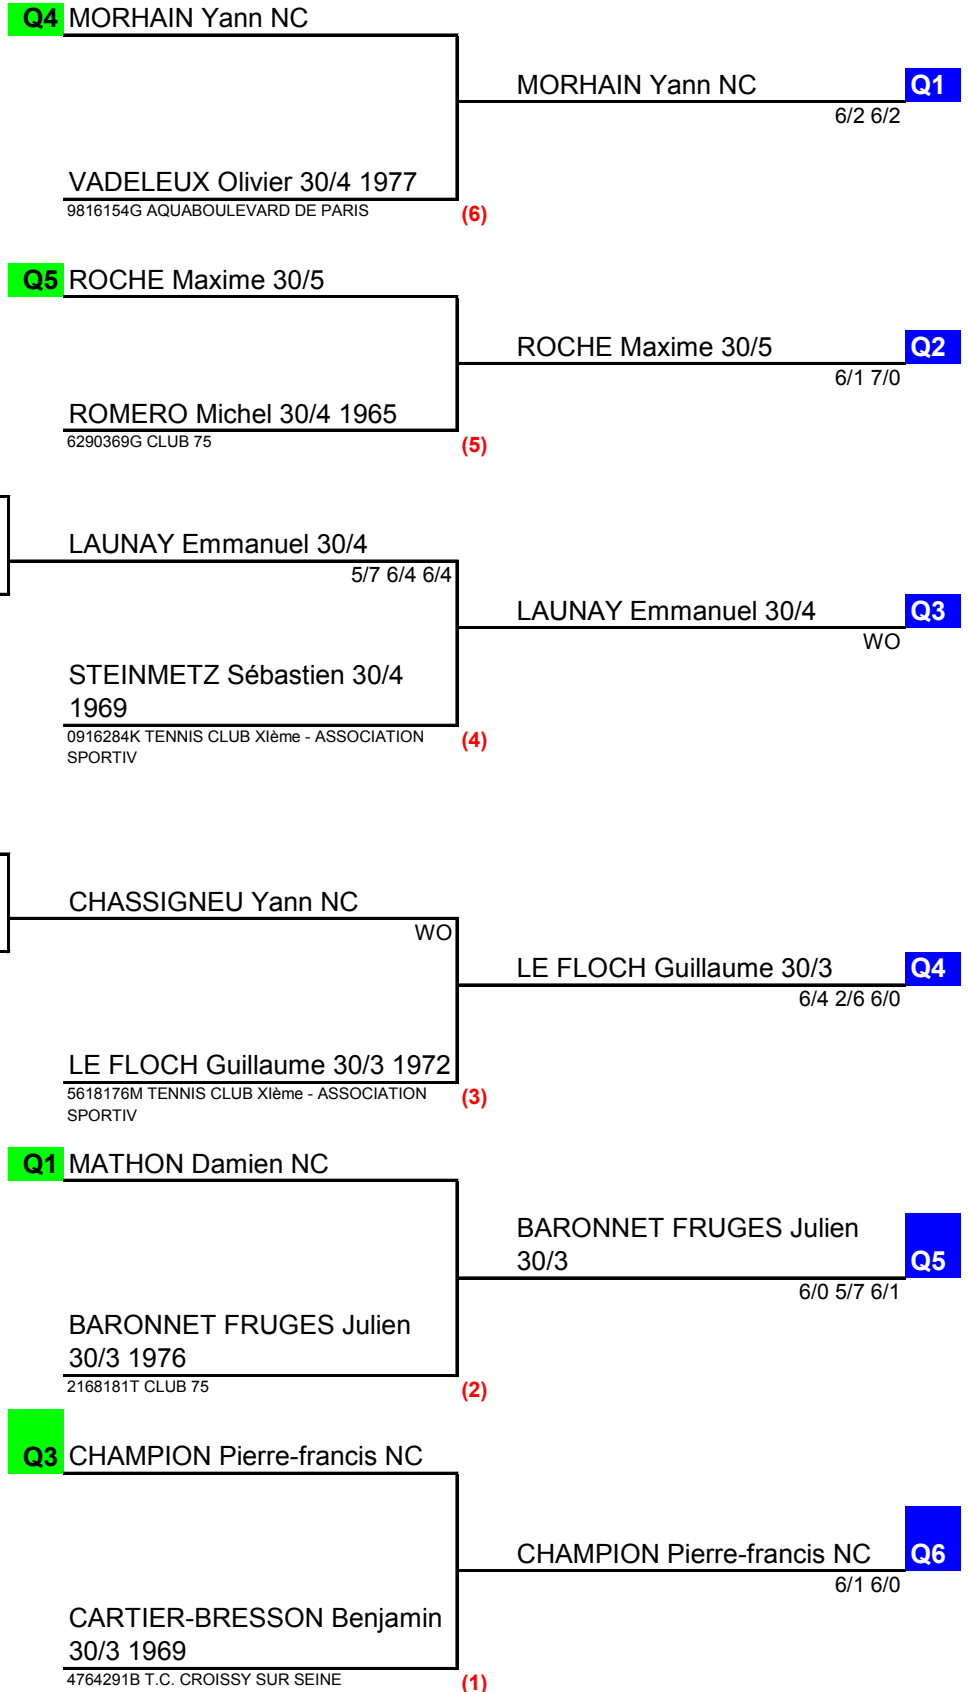 Q4 MORHAIN Yann NC
MORHAIN Yann NC Q1
6/2 6/2
VADELEUX Olivier 30/4 1977
9816154G AQUABOULEVARD DE PARIS (6)
Q5 ROCHE Maxime 30/5
ROCHE Maxime 30/5 Q2
6/1 7/0
ROMERO Michel 30/4 1965
6290369G CLUB 75 (5)
LAUNAY Emmanuel 30/4
5/7 6/4 6/4
LAUNAY Emmanuel 30/4 Q3
WO
STEINMETZ Sébastien 30/4
1969
0916284K TENNIS CLUB XIème - ASSOCIATION (4)
SPORTIV
CHASSIGNEU Yann NC
WO
LE FLOCH Guillaume 30/3 Q4
6/4 2/6 6/0
LE FLOCH Guillaume 30/3 1972
5618176M TENNIS CLUB XIème - ASSOCIATION (3)
SPORTIV
Q1 MATHON Damien NC
BARONNET FRUGES Julien
30/3 Q5
6/0 5/7 6/1
BARONNET FRUGES Julien
30/3 1976
2168181T CLUB 75 (2)
Q3 CHAMPION Pierre-francis NC
CHAMPION Pierre-francis NC Q6
6/1 6/0
CARTIER-BRESSON Benjamin
30/3 1969
4764291B T.C. CROISSY SUR SEINE (1)